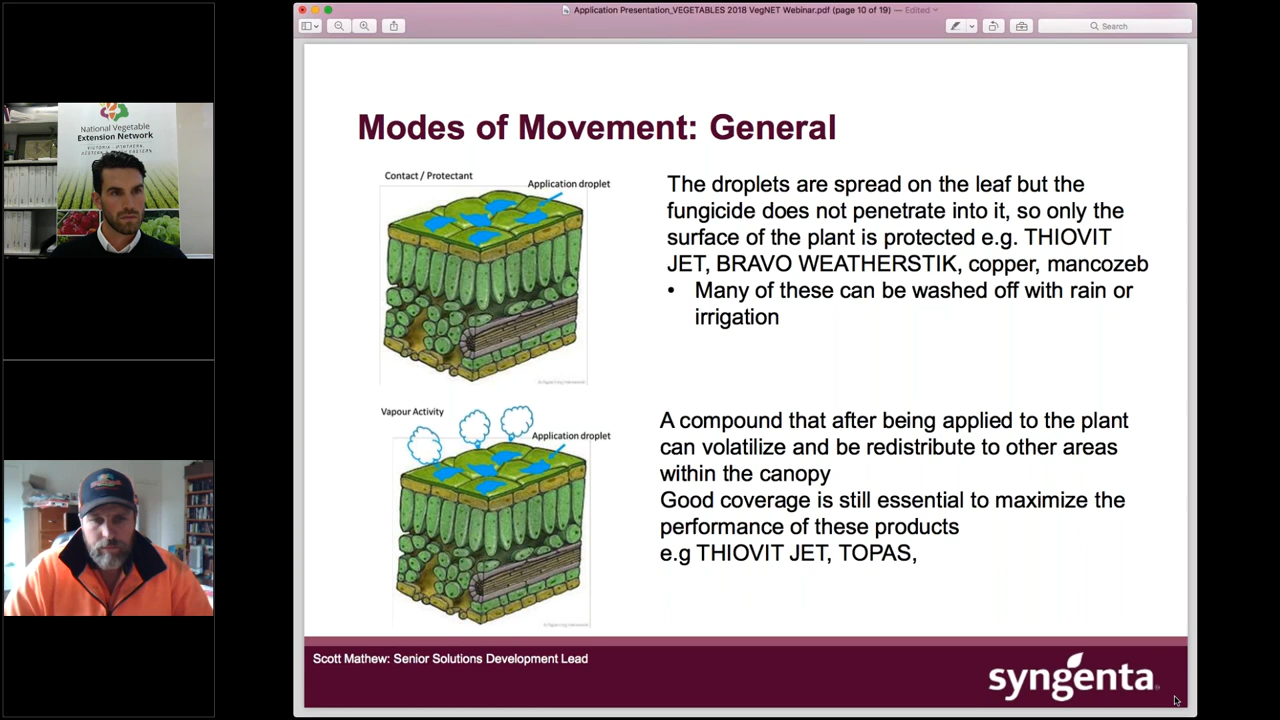 Application Presentation_VEGETABLES 2018 VegNET Webinar.pdf (page 10 of 19) — Edited
Search
National Vegetable
Extension Network
Modes of Movement: General
Contact / Protectant
Application droplet
The droplets are spread on the leaf but the
fungicide does not penetrate into it, so only the
surface of the plant is protected e.g. THIOVIT
JET, BRAVO WEATHERSTIK, copper, mancozeb
• Many of these can be washed off with rain or
irrigation
Vapour Activity
Application droplet
A compound that after being applied to the plant
can volatilize and be redistribute to other areas
within the canopy
Good coverage is still essential to maximize the
performance of these products
e.g THIOVIT JET, TOPAS,
Scott Mathew: Senior Solutions Development Lead
syngenta